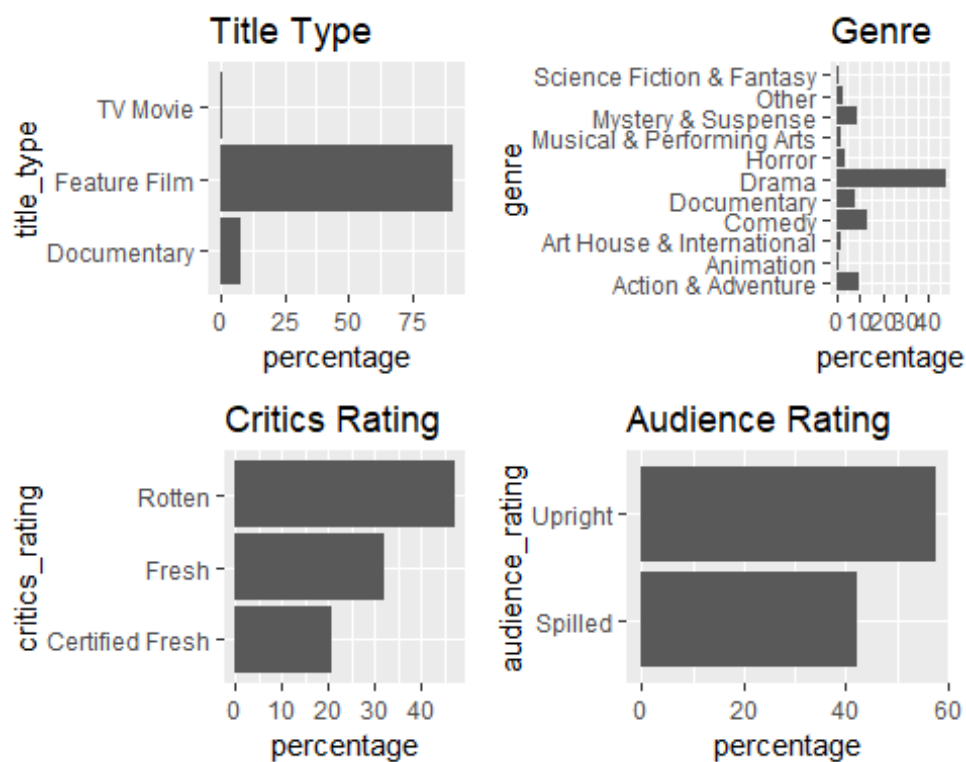 Title Type
title_type
TV Movie
Feature Film
Documentary
0 25 50 75
percentage
Genre
genre
Science Fiction & Fantasy
Other
Mystery & Suspense
Musical & Performing Arts
Horror
Drama
Documentary
Comedy
Art House & International
Animation
Action & Adventure
0 10 20 30 40
percentage
Critics Rating
critics_rating
Rotten
Fresh
Certified Fresh
0 10 20 30 40
percentage
Audience Rating
audience_rating
Upright
Spilled
0 20 40 60
percentage